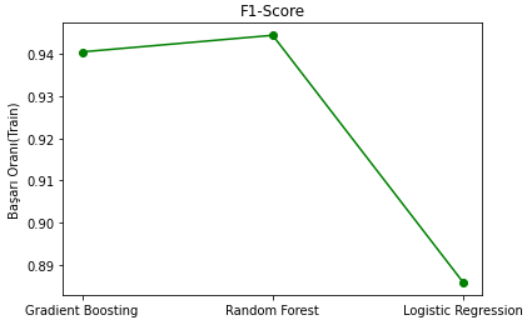 F1-Score
Başarı Oranı(Train)
0.94
0.93
0.92
0.91
0.90
0.89
Gradient Boosting
Random Forest
Logistic Regression